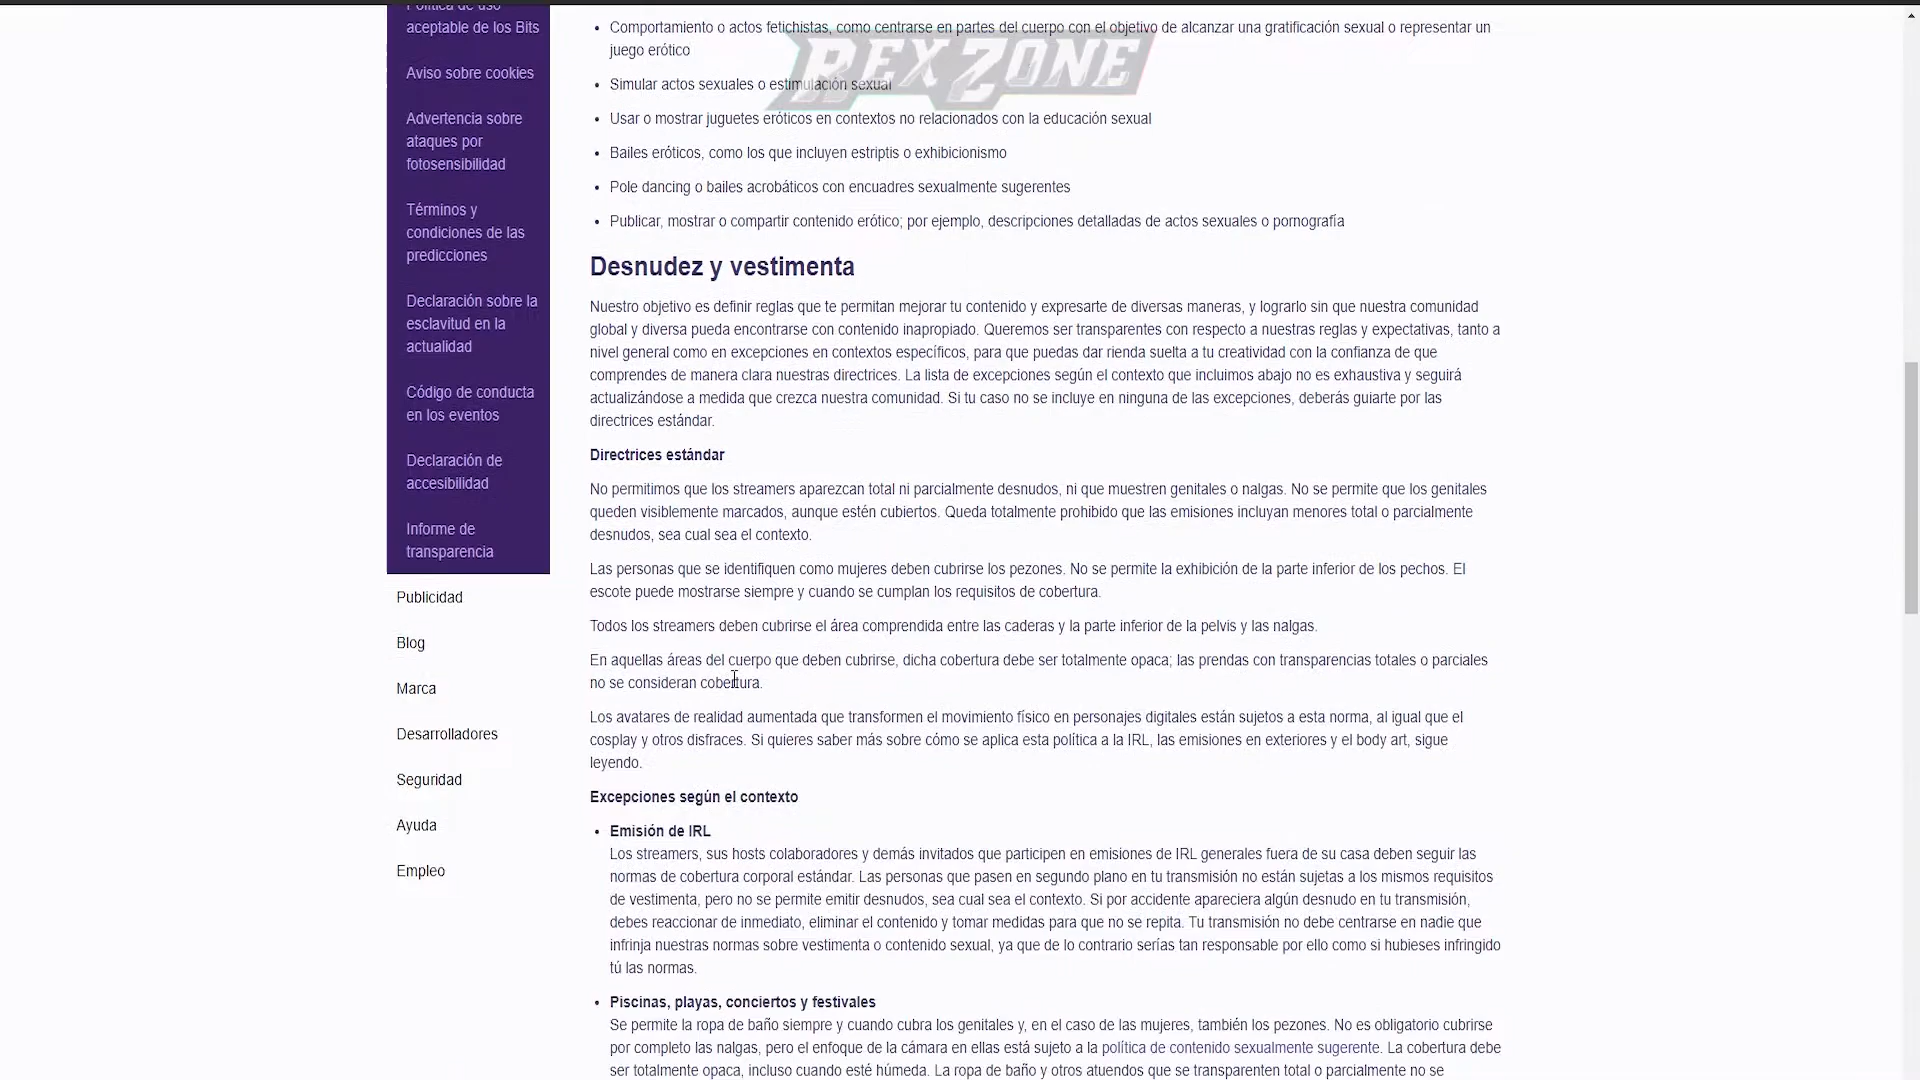 Política de uso
aceptable de los Bits
Aviso sobre cookies
Advertencia sobre
ataques por
fotosensibilidad
Términos y
condiciones de las
predicciones
Declaración sobre la
esclavitud en la
actualidad
Código de conducta
en los eventos
Declaración de
accesibilidad
Informe de
transparencia
Publicidad
Blog
Marca
Desarrolladores
Seguridad
Ayuda
Empleo
REX ZONE
• Comportamiento o actos fetichistas, como centrarse en partes del cuerpo con el objetivo de alcanzar una gratificación sexual o representar un
juego erótico
• Simular actos sexuales o estimulación sexual
• Usar o mostrar juguetes eróticos en contextos no relacionados con la educación sexual
• Bailes eróticos, como los que incluyen estriptis o exhibicionismo
• Pole dancing o bailes acrobáticos con encuadres sexualmente sugerentes
• Publicar, mostrar o compartir contenido erótico; por ejemplo, descripciones detalladas de actos sexuales o pornografía
Desnudez y vestimenta
Nuestro objetivo es definir reglas que te permitan mejorar tu contenido y expresarte de diversas maneras, y lograrlo sin que nuestra comunidad
global y diversa pueda encontrarse con contenido inapropiado. Queremos ser transparentes con respecto a nuestras reglas y expectativas, tanto a
nivel general como en excepciones en contextos específicos, para que puedas dar rienda suelta a tu creatividad con la confianza de que
comprendes de manera clara nuestras directrices. La lista de excepciones según el contexto que incluimos abajo no es exhaustiva y seguirá
actualizándose a medida que crezca nuestra comunidad. Si tu caso no se incluye en ninguna de las excepciones, deberás guiarte por las
directrices estándar.
Directrices estándar
No permitimos que los streamers aparezcan total ni parcialmente desnudos, ni que muestren genitales o nalgas. No se permite que los genitales
queden visiblemente marcados, aunque estén cubiertos. Queda totalmente prohibido que las emisiones incluyan menores total o parcialmente
desnudos, sea cual sea el contexto.
Las personas que se identifiquen como mujeres deben cubrirse los pezones. No se permite la exhibición de la parte inferior de los pechos. El
escote puede mostrarse siempre y cuando se cumplan los requisitos de cobertura.
Todos los streamers deben cubrirse el área comprendida entre las caderas y la parte inferior de la pelvis y las nalgas.
En aquellas áreas del cuerpo que deben cubrirse, dicha cobertura debe ser totalmente opaca; las prendas con transparencias totales o parciales
no se consideran cobertura.
Los avatares de realidad aumentada que transformen el movimiento físico en personajes digitales están sujetos a esta norma, al igual que el
cosplay y otros disfraces. Si quieres saber más sobre cómo se aplica esta política a la IRL, las emisiones en exteriores y el body art, sigue
leyendo.
Excepciones según el contexto
• Emisión de IRL
Los streamers, sus hosts colaboradores y demás invitados que participen en emisiones de IRL generales fuera de su casa deben seguir las
normas de cobertura corporal estándar. Las personas que pasen en segundo plano en tu transmisión no están sujetas a los mismos requisitos
de vestimenta, pero no se permite emitir desnudos, sea cual sea el contexto. Si por accidente apareciera algún desnudo en tu transmisión,
debes reaccionar de inmediato, eliminar el contenido y tomar medidas para que no se repita. Tu transmisión no debe centrarse en nadie que
infrinja nuestras normas sobre vestimenta o contenido sexual, ya que de lo contrario serías tan responsable por ello como si hubieses infringido
tú las normas.
• Piscinas, playas, conciertos y festivales
Se permite la ropa de baño siempre y cuando cubra los genitales y, en el caso de las mujeres, también los pezones. No es obligatorio cubrirse
por completo las nalgas, pero el enfoque de la cámara en ellas está sujeto a la política de contenido sexualmente sugerente. La cobertura debe
ser totalmente opaca, incluso cuando esté húmeda. La ropa de baño y otros atuendos que se transparenten total o parcialmente no se